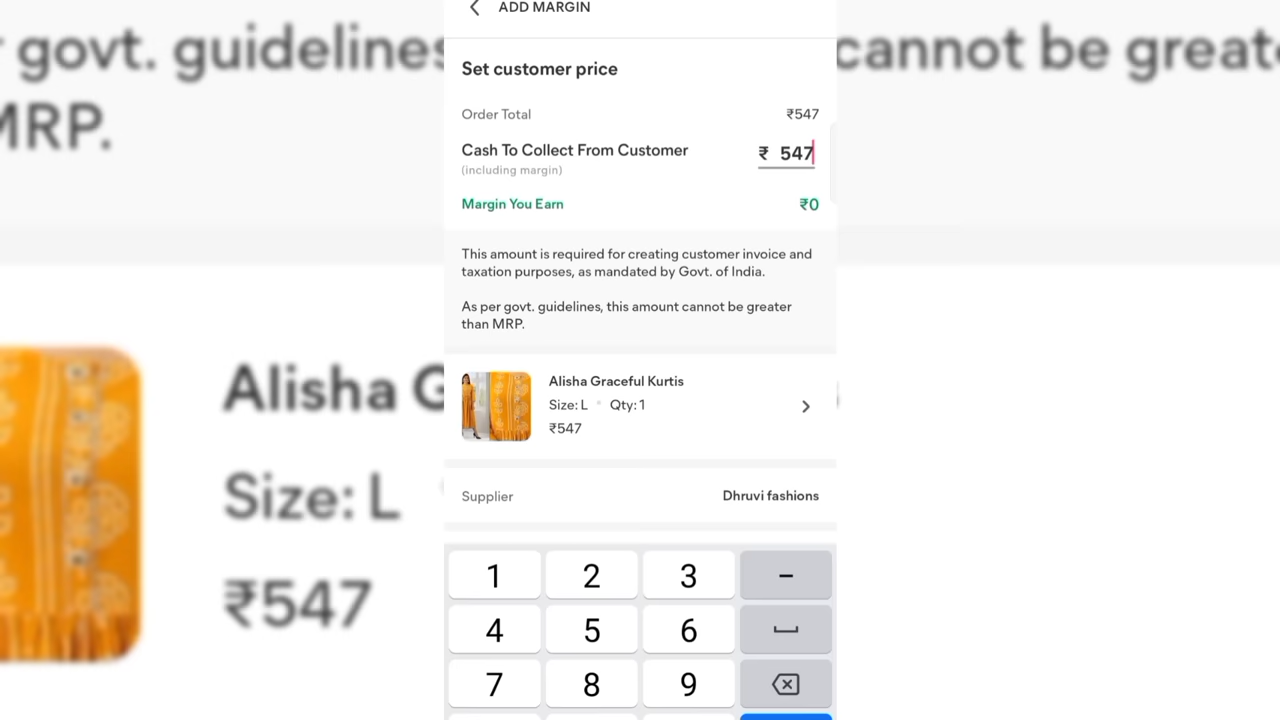 ADD MARGIN
Set customer price
Order Total ₹547
Cash To Collect From Customer ₹ 547
(including margin)
Margin You Earn ₹0
This amount is required for creating customer invoice and
taxation purposes, as mandated by Govt. of India.
As per govt. guidelines, this amount cannot be greater
than MRP.
Alisha Graceful Kurtis
Size: L Qty: 1
₹547
Supplier Dhruvi fashions
1 2 3 -
4 5 6
7 8 9
govt. guidelines
cannot be great
MRP.
Alisha G
Size: L
₹547